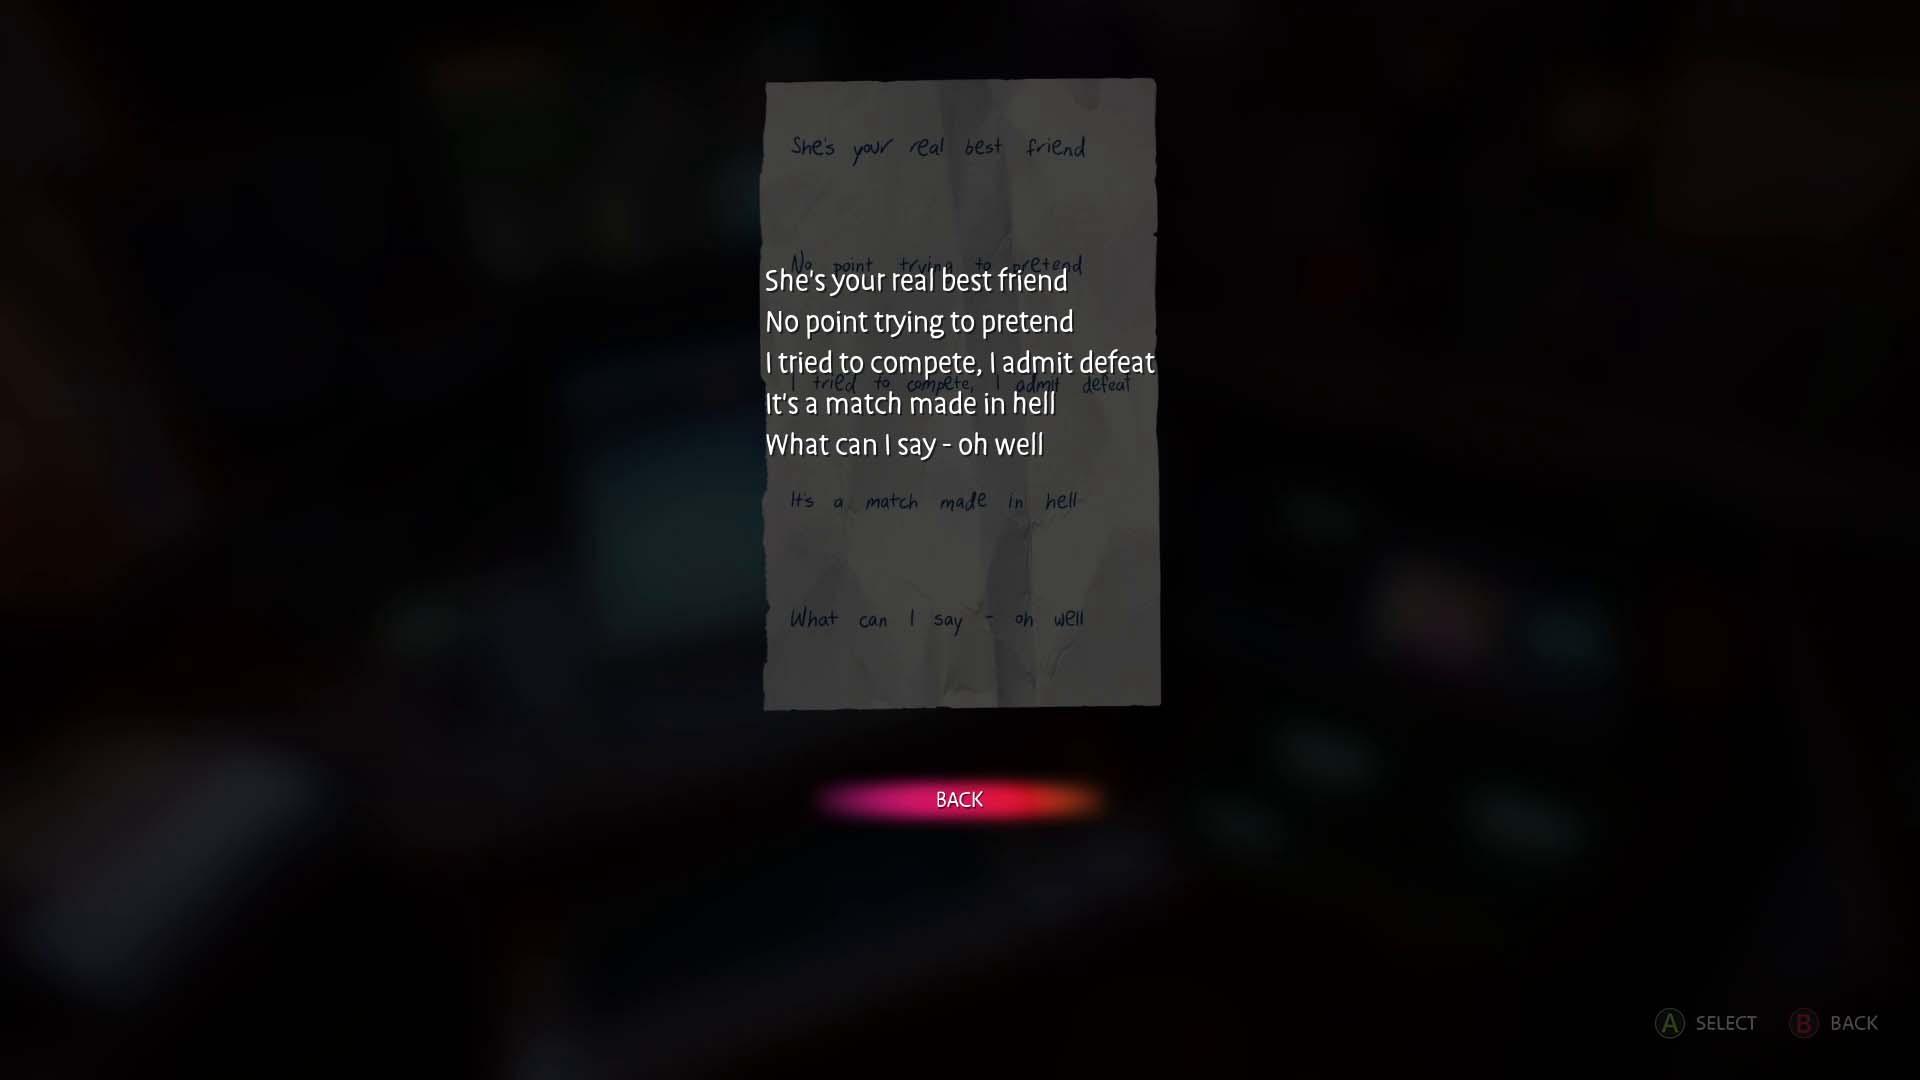 She's your real best friend
No point trying to pretend
She's your real best friend
No point trying to pretend
I tried to compete, I admit defeat
I tried to compete, I admit defeat
It's a match made in hell
What can I say - oh well
It's a match made in hell
What can I say - oh well
BACK
A SELECT B BACK